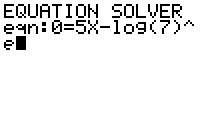 EQUATION SOLVER
eqn:0=5X-log(7)^
e